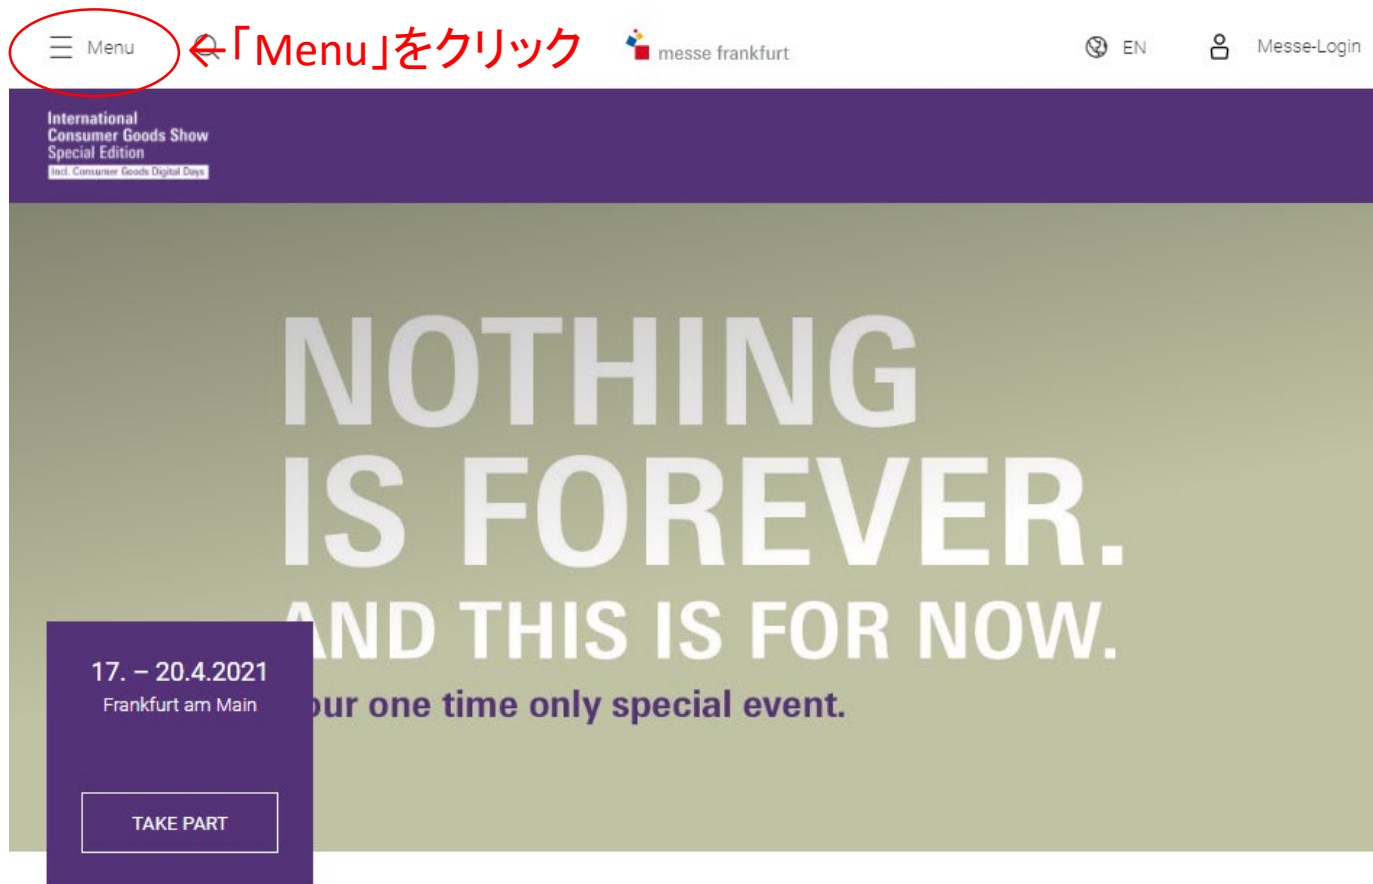 Menu
←「Menu」をクリック
messe frankfurt
EN
Messe-Login
International
Consumer Goods Show
Special Edition
Incl. Consumer Goods Digital Days
NOTHING
IS FOREVER.
AND THIS IS FOR NOW.
our one time only special event.
17. – 20.4.2021
Frankfurt am Main
TAKE PART